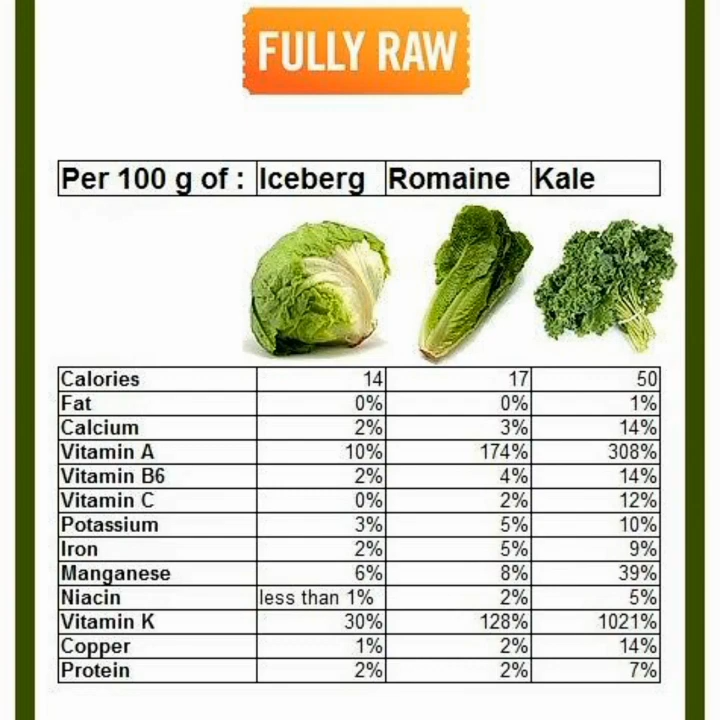 FULLY RAW
Per 100 g of : Iceberg Romaine Kale
Calories 14 17 50
Fat 0% 0% 1%
Calcium 2% 3% 14%
Vitamin A 10% 174% 308%
Vitamin B6 2% 4% 14%
Vitamin C 0% 2% 12%
Potassium 3% 5% 10%
Iron 2% 5% 9%
Manganese 6% 8% 39%
Niacin less than 1% 2% 5%
Vitamin K 30% 128% 1021%
Copper 1% 2% 14%
Protein 2% 2% 7%